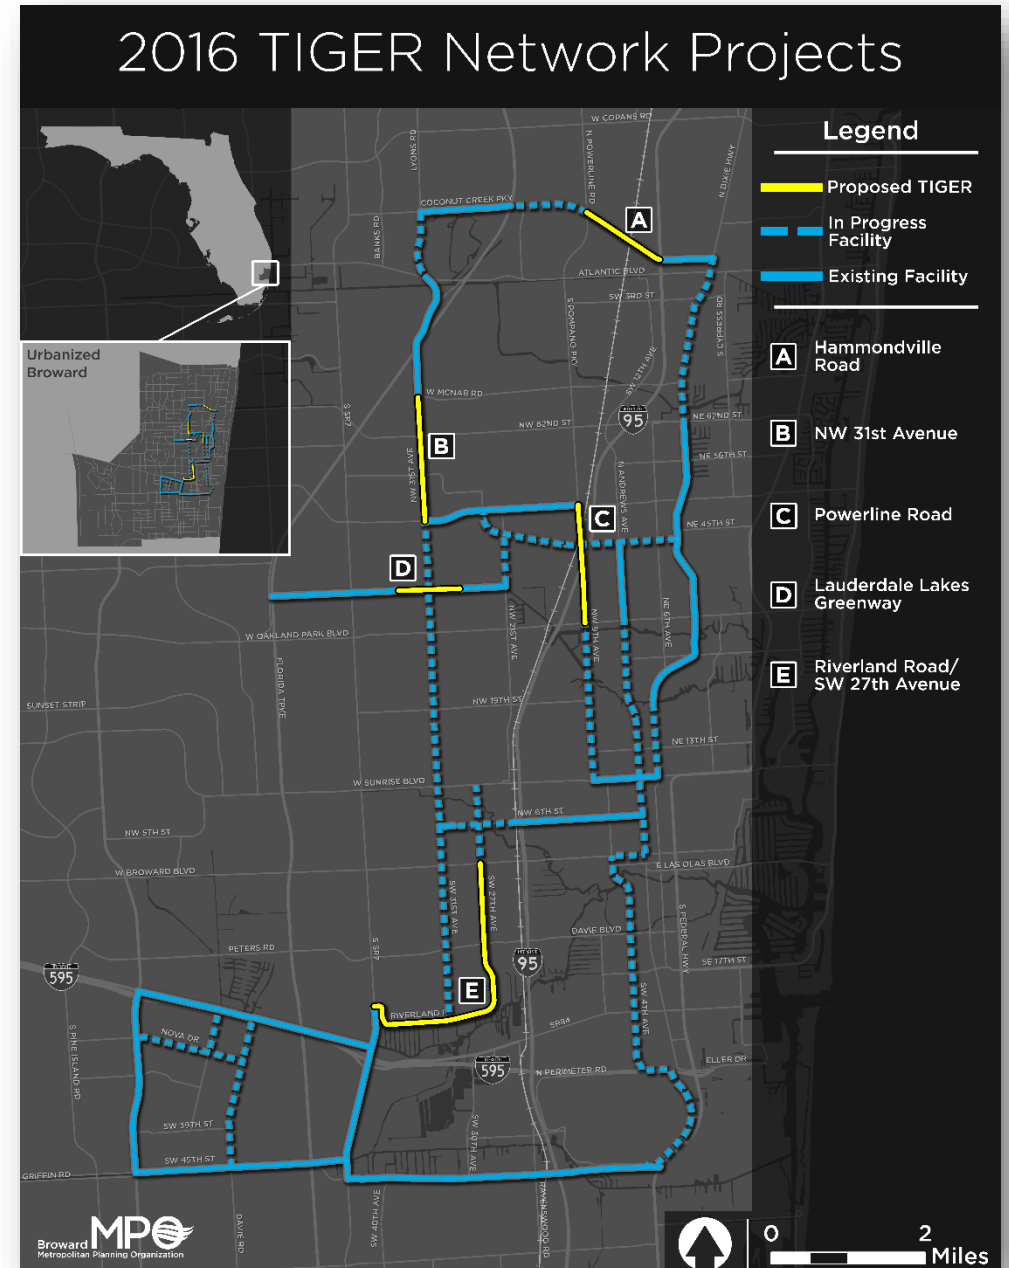 2016 TIGER Network Projects
Legend
Proposed TIGER
In Progress
Facility
Existing Facility
A
Hammondville
Road
B
NW 31st Avenue
C
Powerline Road
D
Lauderdale Lakes
Greenway
E
Riverland Road/
SW 27th Avenue
Urbanized
Broward
W COPANS RD
LYONS RD
N POWERLINE RD
N DIXIE HWY
COCONUT CREEK PKY
BANKS RD
A
ATLANTIC BLVD
SW 3RD ST
S POMPANO PKY
S CYPRESS RD
SW 12TH AVE
W MCNAB RD
S SR7
NW 62ND ST
95
NE 62ND ST
B
NW 31ST AVE
NE 56TH ST
N ANDREWS AVE
C
NE 45TH ST
D
NW 21ST AVE
NW 9TH AVE
NE 6TH AVE
W OAKLAND PARK BLVD
FLORIDA TPKE
SUNSET STRIP
NW 19TH ST
NE 13TH ST
W SUNRISE BLVD
NW 6TH ST
NW 5TH ST
W BROWARD BLVD
E LAS OLAS BLVD
SW 31ST AVE
SW 27TH AVE
S FEDERAL HWY
DAVIE BLVD
PETERS RD
S SR7
SE 17TH ST
95
595
E
RIVERLAND
SR84
SW 4TH AVE
NOVA DR
S PINE ISLAND RD
595
N PERIMETER RD
ELLER DR
SW 39TH ST
SW 30TH AVE
SW 45TH ST
GRIFFIN RD
SW 40TH AVE
RAVENSWOOD RD
DAVIE RD
Broward MPO
Metropolitan Planning Organization
0 2
Miles